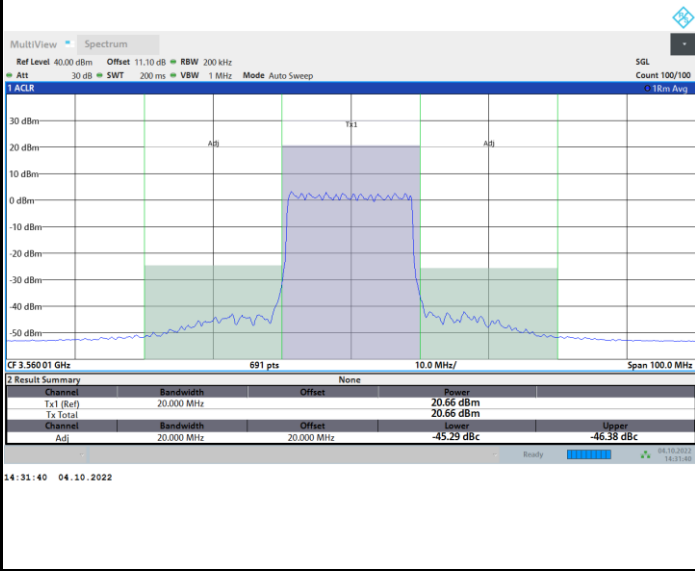 MultiView Spectrum
Ref Level 40.00 dBm Offset 11.10 dB RBW 200 kHz SGL
Att 30 dB SWT 200 ms VBW 1 MHz Mode Auto Sweep Count 100/100
1 ACLR 1Rm Avg
30 dBm
Tx1
20 dBm Adj Adj
10 dBm
0 dBm
-10 dBm
-20 dBm
-30 dBm
-40 dBm
-50 dBm
CF 3.56001 GHz 691 pts 10.0 MHz/ Span 100.0 MHz
2 Result Summary None
Channel Bandwidth Offset Power
Tx1 (Ref) 20.000 MHz 20.66 dBm
Tx Total 20.66 dBm
Channel Bandwidth Offset Lower Upper
Adj 20.000 MHz 20.000 MHz -45.29 dBc -46.38 dBc
Ready 04.10.2022
14:31:40
14:31:40 04.10.2022